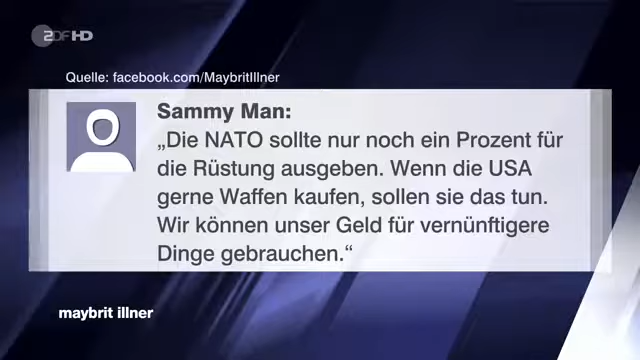 ZDF HD
Quelle: facebook.com/MaybritIllner
Sammy Man:
„Die NATO sollte nur noch ein Prozent für
die Rüstung ausgeben. Wenn die USA
gerne Waffen kaufen, sollen sie das tun.
Wir können unser Geld für vernünftigere
Dinge gebrauchen.“
maybrit illner